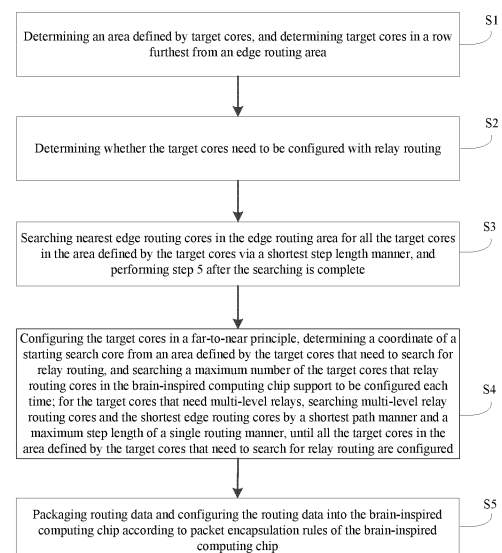 S1
Determining an area defined by target cores, and determining target cores in a row
furthest from an edge routing area
S2
Determining whether the target cores need to be configured with relay routing
S3
Searching nearest edge routing cores in the edge routing area for all the target cores
in the area defined by the target cores via a shortest step length manner, and
performing step 5 after the searching is complete
S4
Configuring the target cores in a far-to-near principle, determining a coordinate of a
starting search core from an area defined by the target cores that need to search for
relay routing, and searching a maximum number of the target cores that relay
routing cores in the brain-inspired computing chip support to be configured each
time; for the target cores that need multi-level relays, searching multi-level relay
routing cores and the shortest edge routing cores by a shortest path manner and a
maximum step length of a single routing manner, until all the target cores in the
area defined by the target cores that need to search for relay routing are configured
S5
Packaging routing data and configuring the routing data into the brain-inspired
computing chip according to packet encapsulation rules of the brain-inspired
computing chip